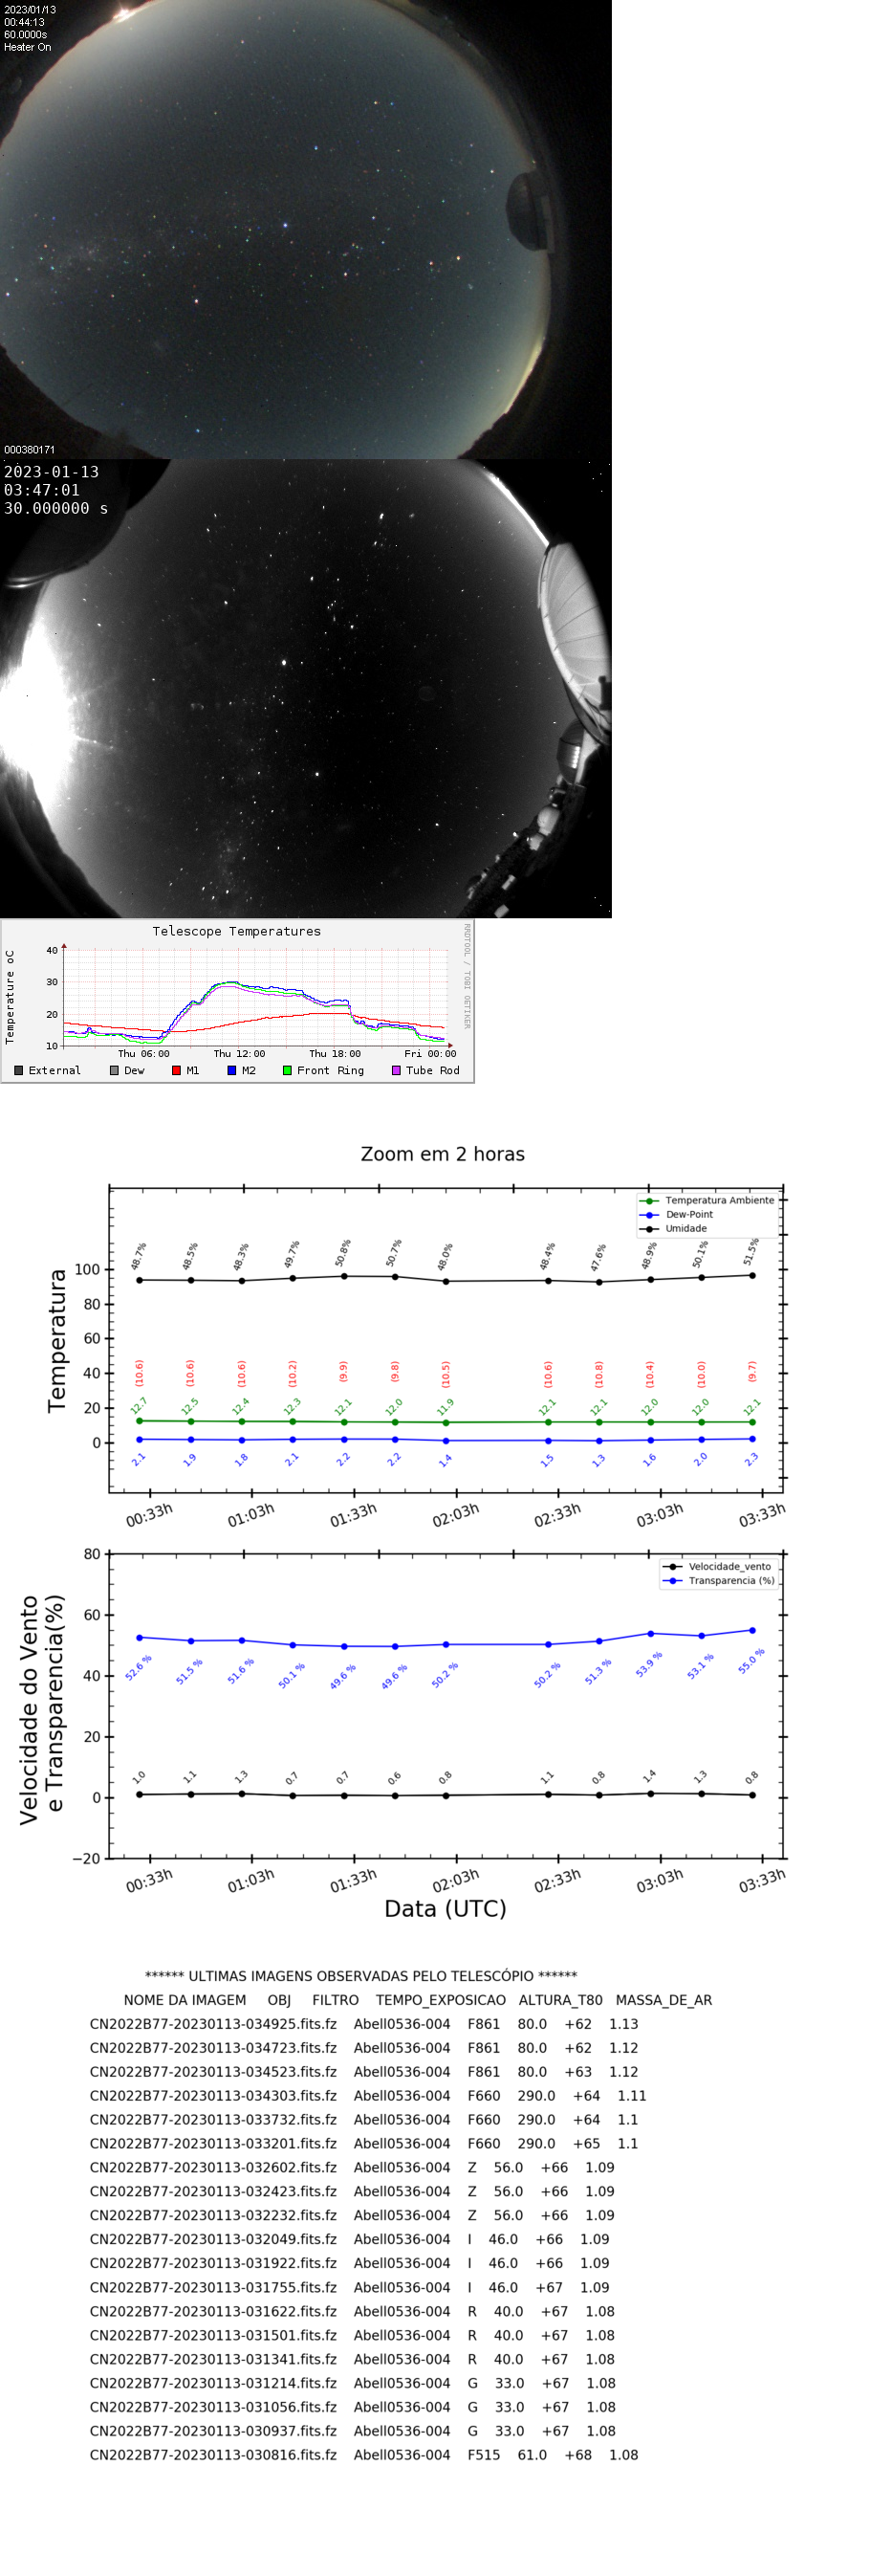 2023/01/13
00:44:13
60.0000s
Heater On
000380171
2023-01-13
03:47:01
30.000000 s
Telescope Temperatures
RRDTOOL / TOBI OETIKER
Temperature oC
40
30
20
10
Thu 06:00 Thu 12:00 Thu 18:00 Fri 00:00
External Dew M1 M2 Front Ring Tube Rod
Zoom em 2 horas
Temperatura Ambiente
Dew-Point
Umidade
Temperatura
100
80
60
40
20
0
48.7% 48.5% 48.3% 49.7% 50.8% 50.7% 48.0% 48.4% 47.6% 48.9% 50.1% 51.5%
(10.6) (10.6) (10.6) (10.2) (9.9) (9.8) (10.5) (10.6) (10.8) (10.4) (10.0) (9.7)
12.7 12.5 12.4 12.3 12.1 12.0 11.9 12.1 12.1 12.0 12.0 12.1
2.1 1.9 1.8 2.1 2.2 2.2 1.4 1.5 1.3 1.6 2.0 2.3
00:33h 01:03h 01:33h 02:03h 02:33h 03:03h 03:33h
Velocidade_vento
Transparencia (%)
Velocidade do Vento
e Transparencia(%)
80
60
40
20
0
−20
52.6 % 51.5 % 51.6 % 50.1 % 49.6 % 49.6 % 50.2 % 50.2 % 51.3 % 53.9 % 53.1 % 55.0 %
1.0 1.1 1.3 0.7 0.7 0.6 0.8 1.1 0.8 1.4 1.3 0.8
00:33h 01:03h 01:33h 02:03h 02:33h 03:03h 03:33h
Data (UTC)
****** ULTIMAS IMAGENS OBSERVADAS PELO TELESCÓPIO ******
NOME DA IMAGEM OBJ FILTRO TEMPO_EXPOSICAO ALTURA_T80 MASSA_DE_AR
CN2022B77-20230113-034925.fits.fz Abell0536-004 F861 80.0 +62 1.13
CN2022B77-20230113-034723.fits.fz Abell0536-004 F861 80.0 +62 1.12
CN2022B77-20230113-034523.fits.fz Abell0536-004 F861 80.0 +63 1.12
CN2022B77-20230113-034303.fits.fz Abell0536-004 F660 290.0 +64 1.11
CN2022B77-20230113-033732.fits.fz Abell0536-004 F660 290.0 +64 1.1
CN2022B77-20230113-033201.fits.fz Abell0536-004 F660 290.0 +65 1.1
CN2022B77-20230113-032602.fits.fz Abell0536-004 Z 56.0 +66 1.09
CN2022B77-20230113-032423.fits.fz Abell0536-004 Z 56.0 +66 1.09
CN2022B77-20230113-032232.fits.fz Abell0536-004 Z 56.0 +66 1.09
CN2022B77-20230113-032049.fits.fz Abell0536-004 I 46.0 +66 1.09
CN2022B77-20230113-031922.fits.fz Abell0536-004 I 46.0 +66 1.09
CN2022B77-20230113-031755.fits.fz Abell0536-004 I 46.0 +67 1.09
CN2022B77-20230113-031622.fits.fz Abell0536-004 R 40.0 +67 1.08
CN2022B77-20230113-031501.fits.fz Abell0536-004 R 40.0 +67 1.08
CN2022B77-20230113-031341.fits.fz Abell0536-004 R 40.0 +67 1.08
CN2022B77-20230113-031214.fits.fz Abell0536-004 G 33.0 +67 1.08
CN2022B77-20230113-031056.fits.fz Abell0536-004 G 33.0 +67 1.08
CN2022B77-20230113-030937.fits.fz Abell0536-004 G 33.0 +67 1.08
CN2022B77-20230113-030816.fits.fz Abell0536-004 F515 61.0 +68 1.08